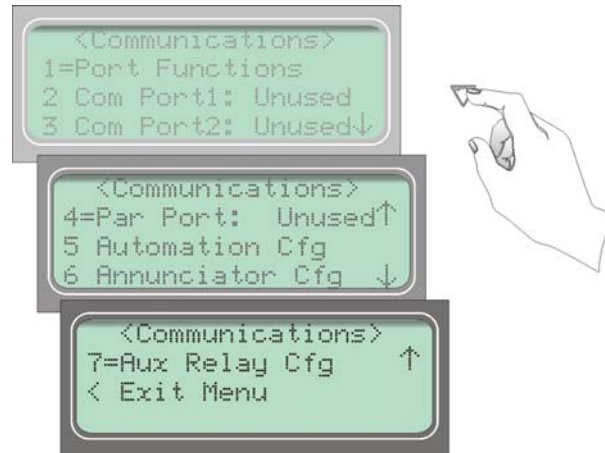 <Communications>
1=Port Functions
2 Com Port1: Unused
3 Com Port2: Unused↓
<Communications>
4=Par Port: Unused↑
5 Automation Cfg
6 Annunciator Cfg ↓
<Communications>
7=Aux Relay Cfg ↑
< Exit Menu